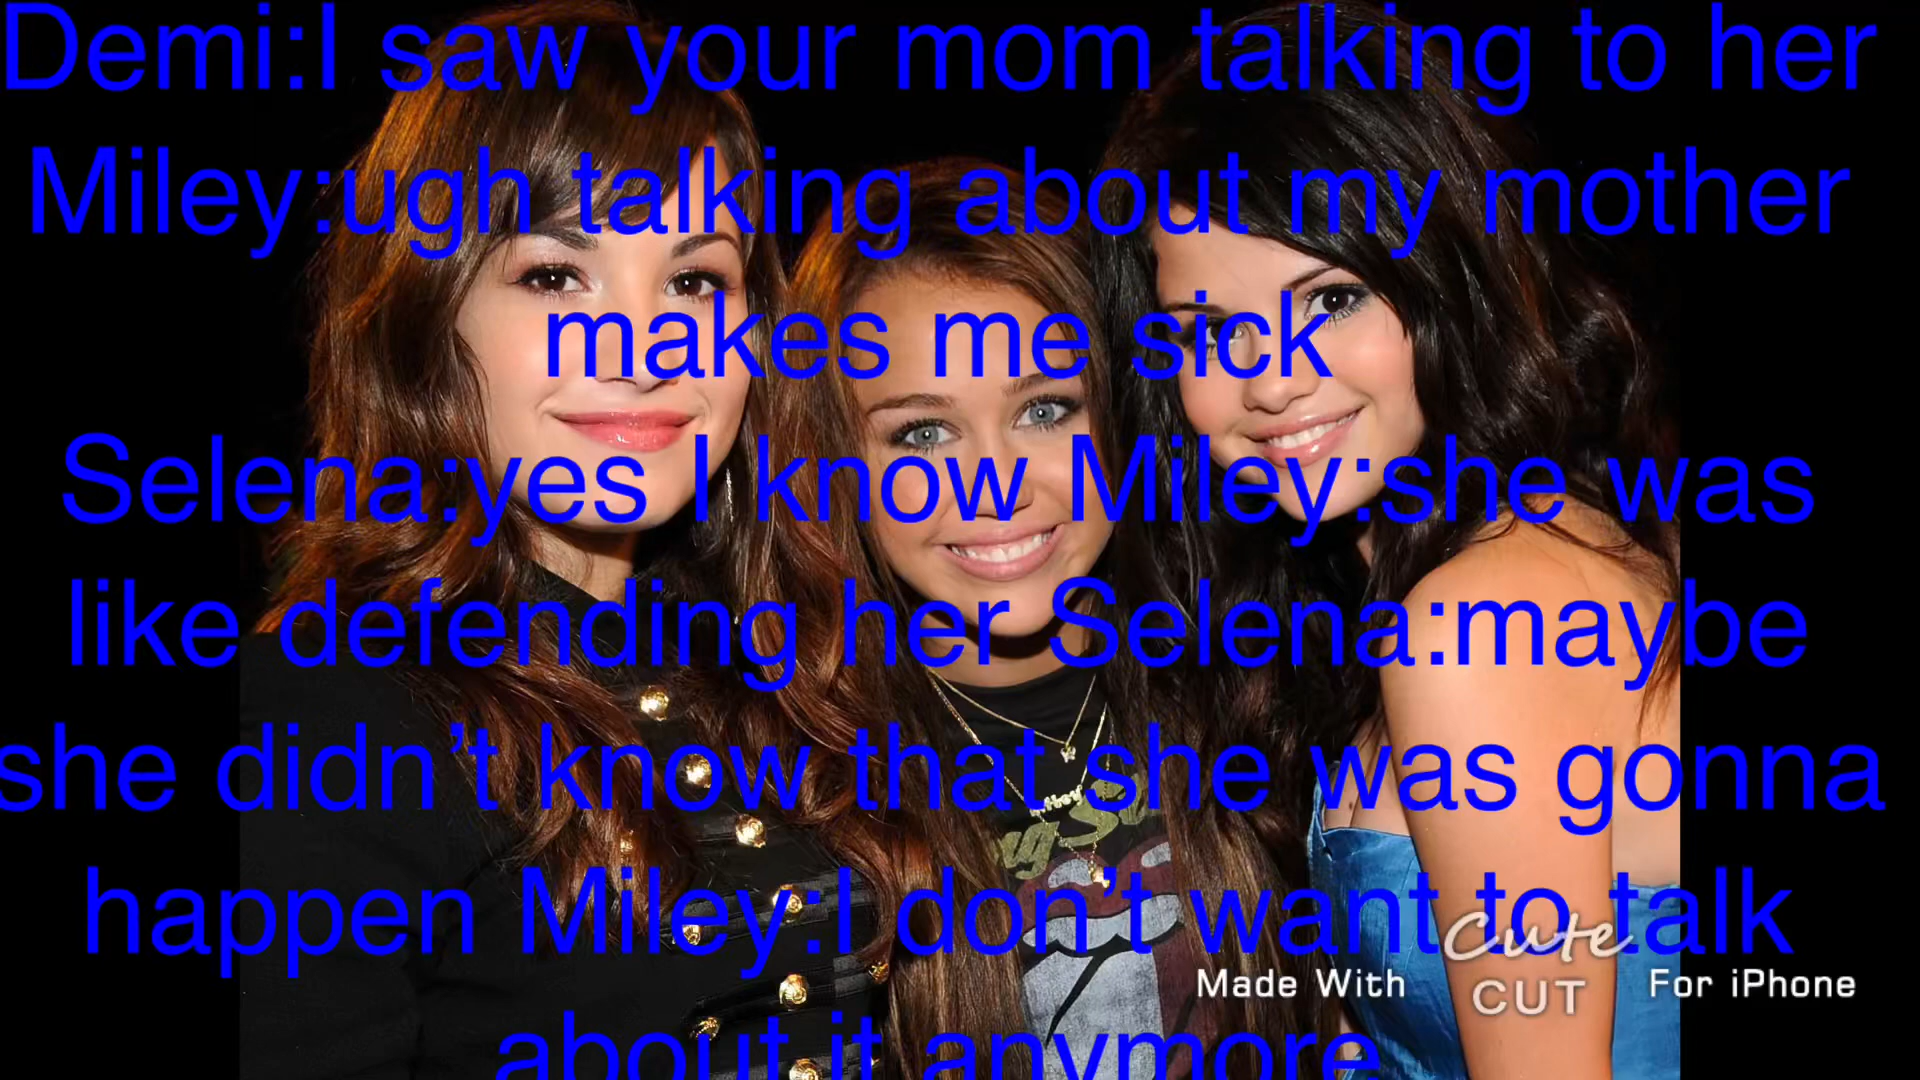 Demi:I saw your mom talking to her
Miley:ugh talking about my mother
makes me sick
Selena:yes I know Miley:she was
like defending her Selena:maybe
she didn't know that she was gonna
happen Miley:I don't want to talk
about it anymore
Cute
CUT
Made With
For iPhone